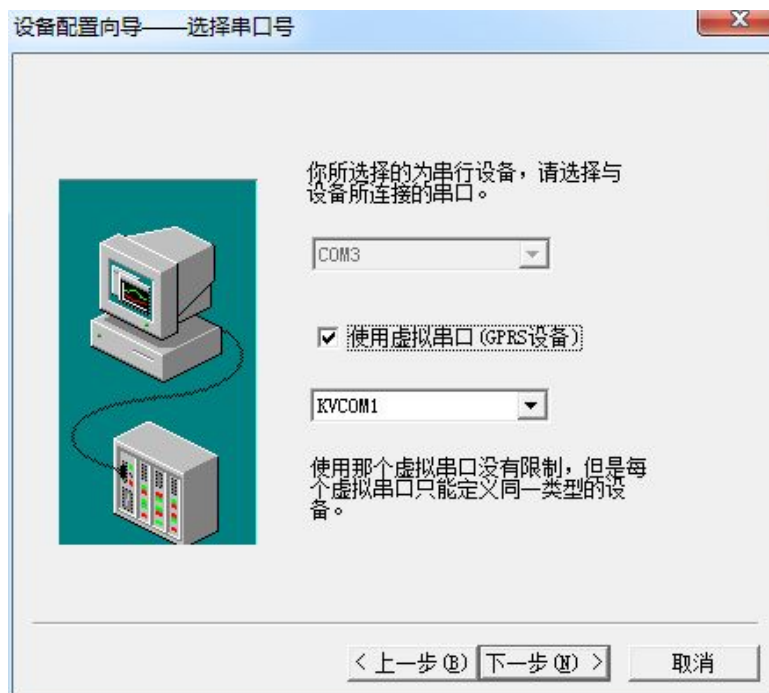 设备配置向导——选择串口号
X
你所选择的为串行设备，请选择与
设备所连接的串口。
COM3
使用虚拟串口(GPRS设备)
KVCOM1
使用那个虚拟串口没有限制，但是每
个虚拟串口只能定义同一类型的设
备。
< 上一步(B) 下一步(N) > 取消